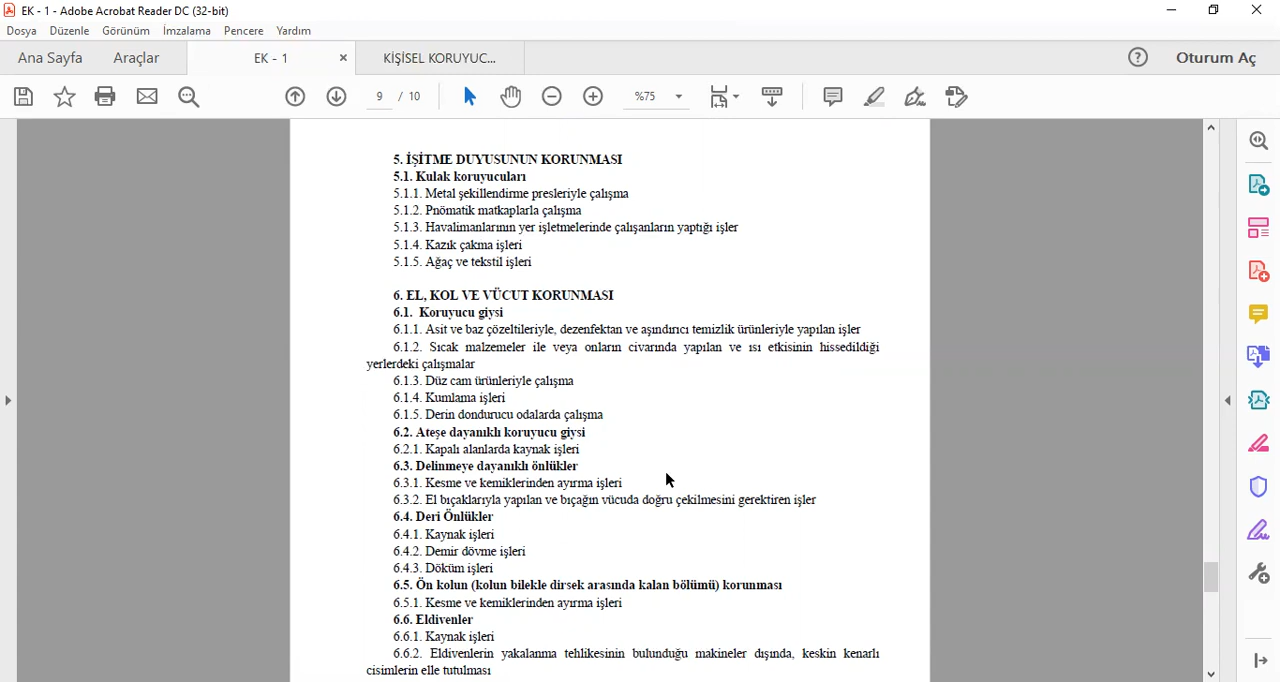 EK - 1 - Adobe Acrobat Reader DC (32-bit)
Dosya Düzenle Görünüm İmzalama Pencere Yardım
Ana Sayfa Araçlar EK - 1 × KİŞİSEL KORUYUC... ? Oturum Aç
9 / 10 %75
5. İŞİTME DUYUSUNUN KORUNMASI
5.1. Kulak koruyucuları
5.1.1. Metal şekillendirme presleriyle çalışma
5.1.2. Pnömatik matkaplarla çalışma
5.1.3. Havalimanlarının yer işletmelerinde çalışanların yaptığı işler
5.1.4. Kazık çakma işleri
5.1.5. Ağaç ve tekstil işleri
6. EL, KOL VE VÜCUT KORUNMASI
6.1. Koruyucu giysi
6.1.1. Asit ve baz çözeltileriyle, dezenfektan ve aşındırıcı temizlik ürünleriyle yapılan işler
6.1.2. Sıcak malzemeler ile veya onların civarında yapılan ve ısı etkisinin hissedildiği
yerlerdeki çalışmalar
6.1.3. Düz cam ürünleriyle çalışma
6.1.4. Kumlama işleri
6.1.5. Derin dondurucu odalarda çalışma
6.2. Ateşe dayanıklı koruyucu giysi
6.2.1. Kapalı alanlarda kaynak işleri
6.3. Delinmeye dayanıklı önlükler
6.3.1. Kesme ve kemiklerinden ayırma işleri
6.3.2. El bıçaklarıyla yapılan ve bıçağın vücuda doğru çekilmesini gerektiren işler
6.4. Deri Önlükler
6.4.1. Kaynak işleri
6.4.2. Demir dövme işleri
6.4.3. Döküm işleri
6.5. Ön kolun (kolun bilekle dirsek arasında kalan bölümü) korunması
6.5.1. Kesme ve kemiklerinden ayırma işleri
6.6. Eldivenler
6.6.1. Kaynak işleri
6.6.2. Eldivenlerin yakalanma tehlikesinin bulunduğu makineler dışında, keskin kenarlı
cisimlerin elle tutulması